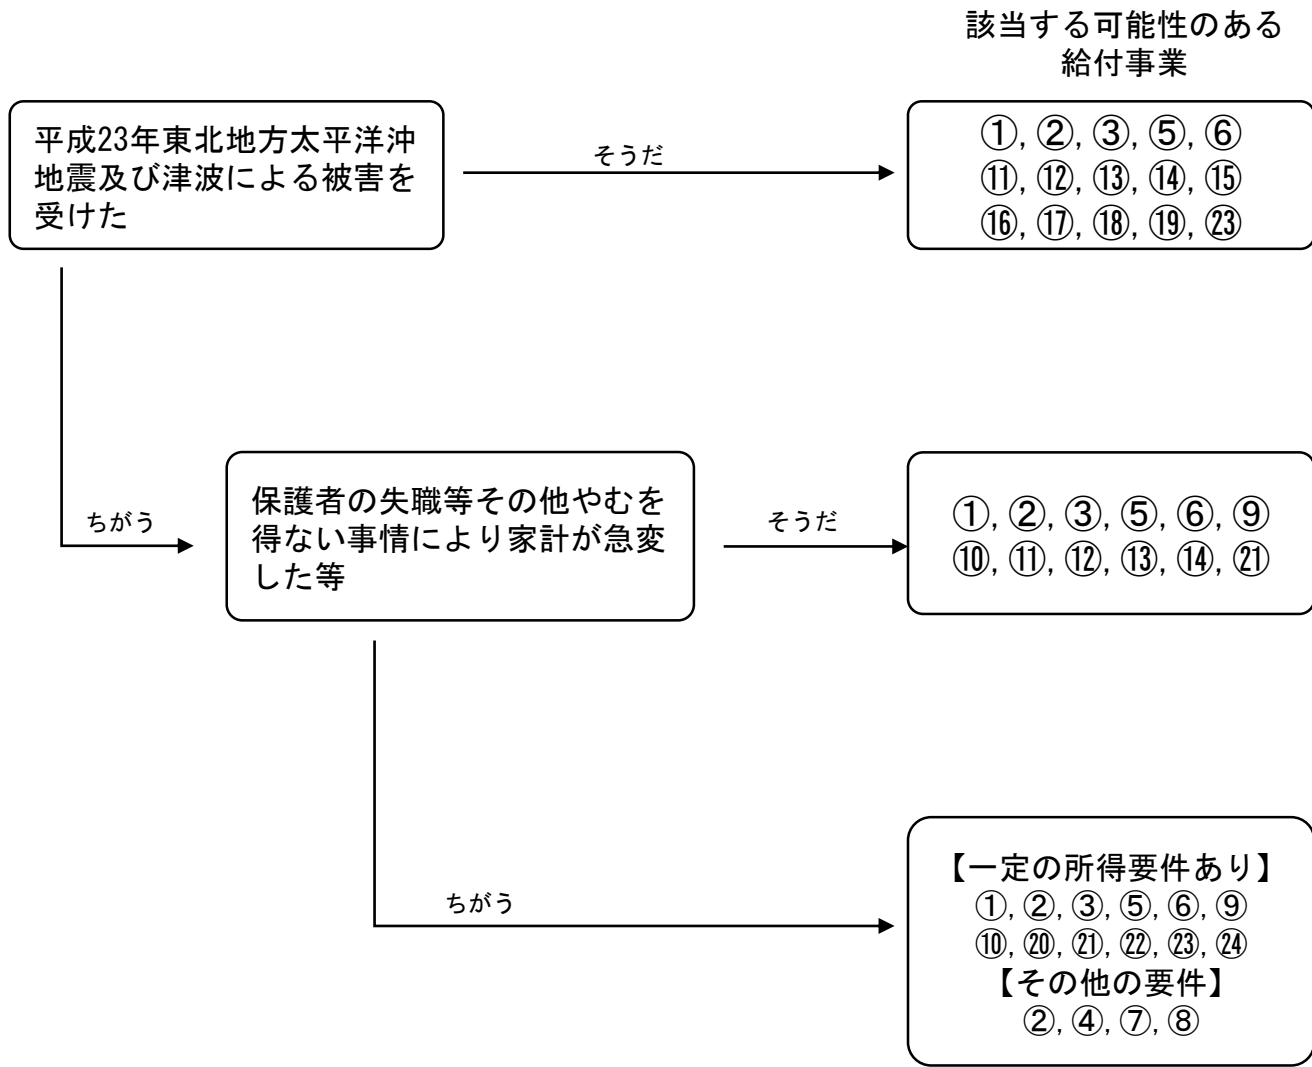 該当する可能性のある
給付事業
平成23年東北地方太平洋沖
地震及び津波による被害を
受けた
そうだ
①, ②, ③, ⑤, ⑥
⑪, ⑫, ⑬, ⑭, ⑮
⑯, ⑰, ⑱, ⑲, ㉓
ちがう
保護者の失職等その他やむを
得ない事情により家計が急変
した等
そうだ
①, ②, ③, ⑤, ⑥, ⑨
⑩, ⑪, ⑫, ⑬, ⑭, ㉑
ちがう
【一定の所得要件あり】
①, ②, ③, ⑤, ⑥, ⑨
⑩, ⑳, ㉑, ㉒, ㉓, ㉔
【その他の要件】
②, ④, ⑦, ⑧